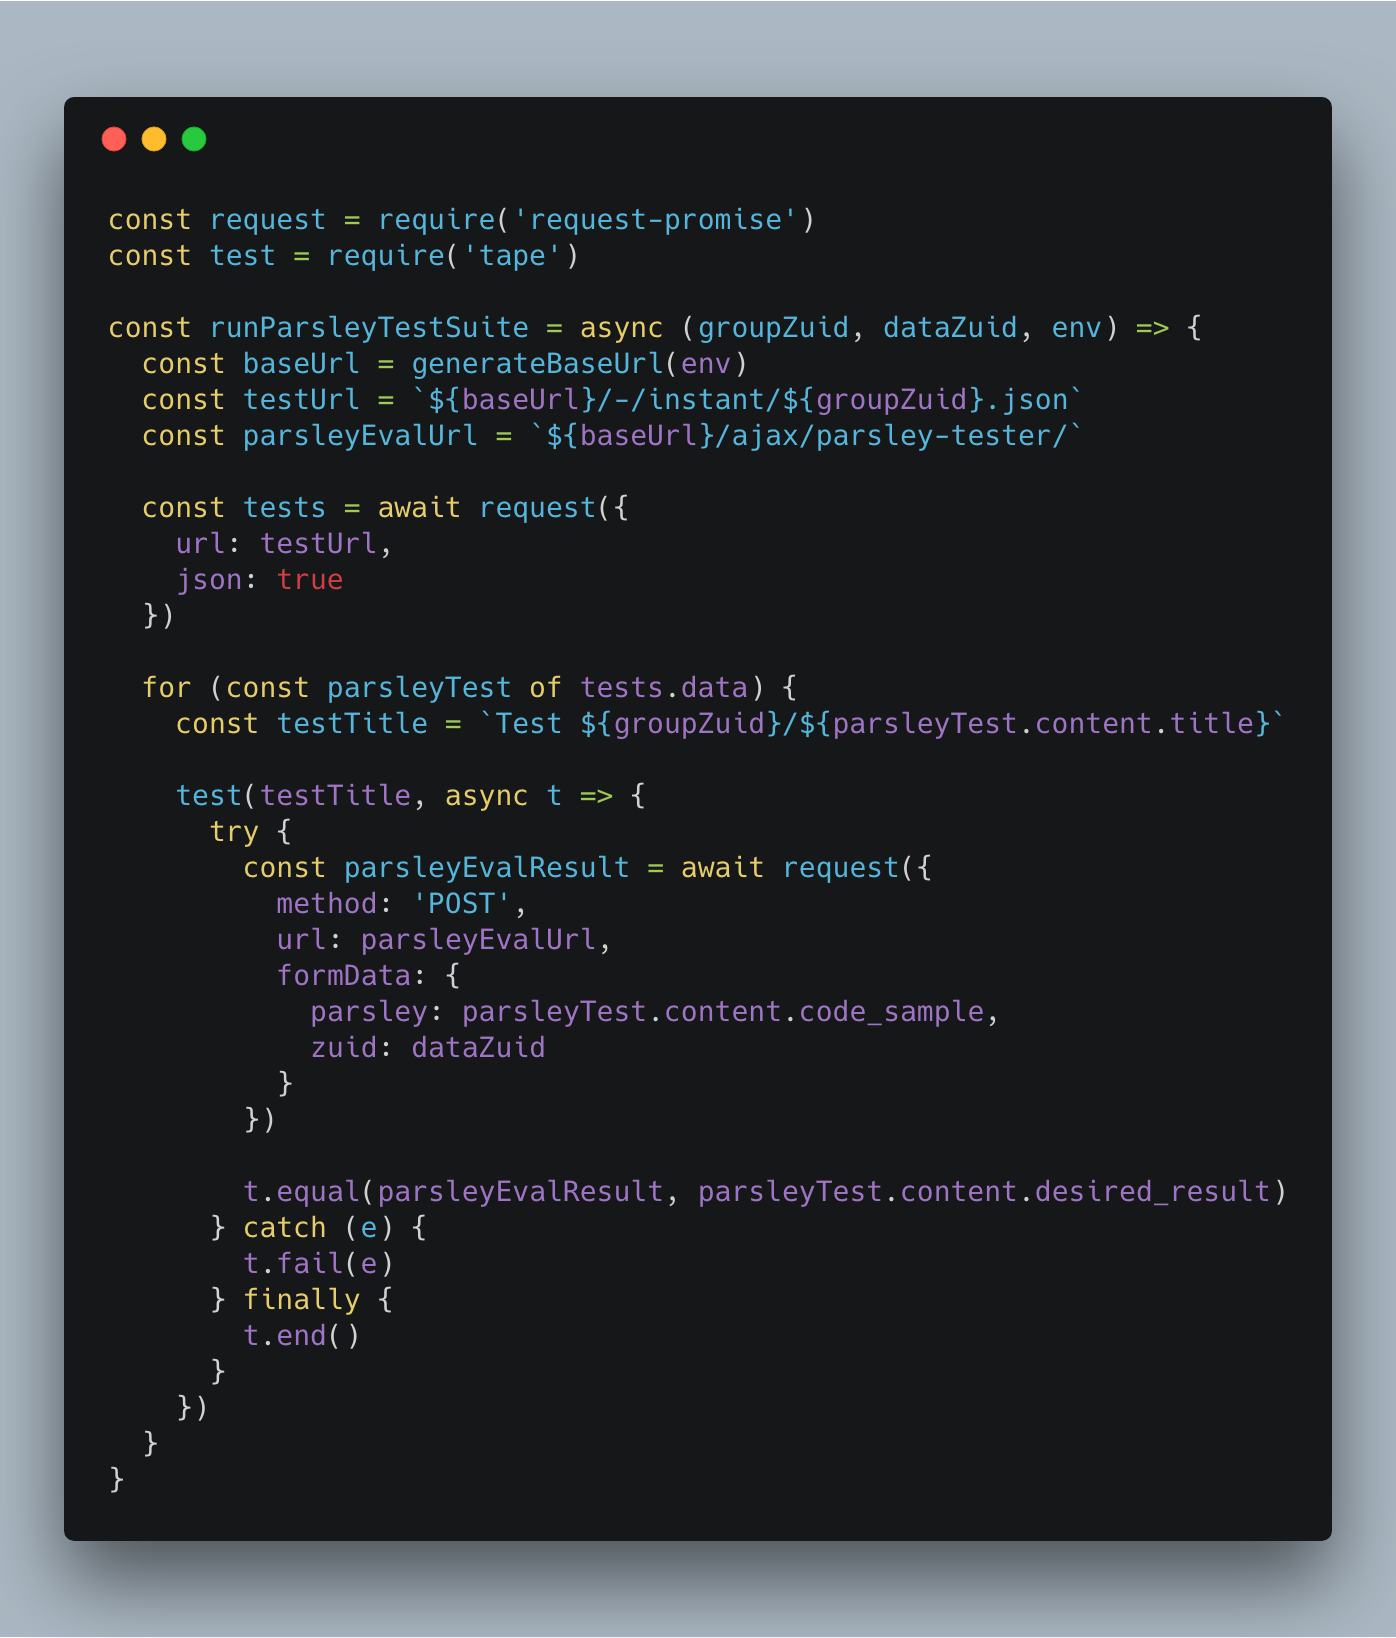 const request = require('request-promise')
const test = require('tape')

const runParsleyTestSuite = async (groupZuid, dataZuid, env) => {
  const baseUrl = generateBaseUrl(env)
  const testUrl = `${baseUrl}/-/instant/${groupZuid}.json`
  const parsleyEvalUrl = `${baseUrl}/ajax/parsley-tester/`

  const tests = await request({
    url: testUrl,
    json: true
  })

  for (const parsleyTest of tests.data) {
    const testTitle = `Test ${groupZuid}/${parsleyTest.content.title}`

    test(testTitle, async t => {
      try {
        const parsleyEvalResult = await request({
          method: 'POST',
          url: parsleyEvalUrl,
          formData: {
            parsley: parsleyTest.content.code_sample,
            zuid: dataZuid
          }
        })

        t.equal(parsleyEvalResult, parsleyTest.content.desired_result)
      } catch (e) {
        t.fail(e)
      } finally {
        t.end()
      }
    })
  }
}